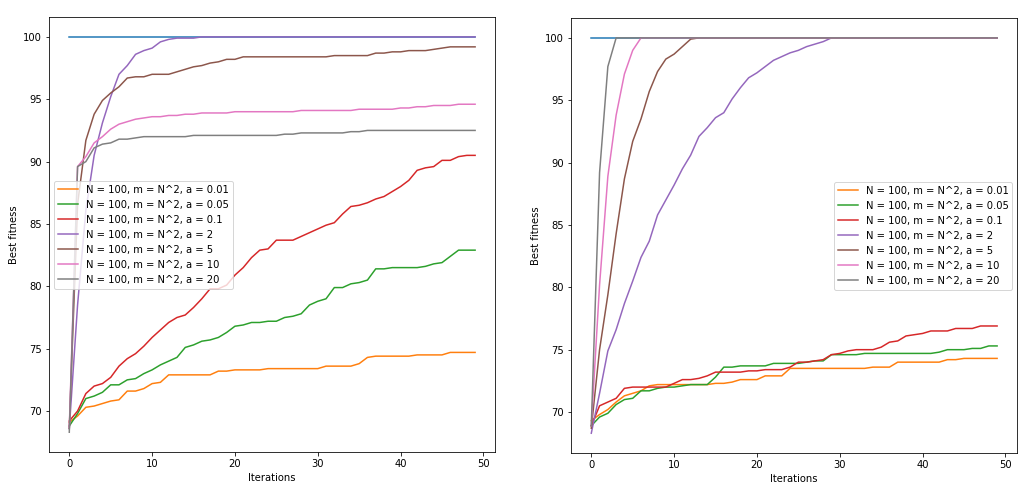 100
95
90
85
80
75
70
Best fitness
N = 100, m = N^2, a = 0.01
N = 100, m = N^2, a = 0.05
N = 100, m = N^2, a = 0.1
N = 100, m = N^2, a = 2
N = 100, m = N^2, a = 5
N = 100, m = N^2, a = 10
N = 100, m = N^2, a = 20
0 10 20 30 40 50
Iterations
100
95
90
85
80
75
70
Best fitness
N = 100, m = N^2, a = 0.01
N = 100, m = N^2, a = 0.05
N = 100, m = N^2, a = 0.1
N = 100, m = N^2, a = 2
N = 100, m = N^2, a = 5
N = 100, m = N^2, a = 10
N = 100, m = N^2, a = 20
0 10 20 30 40 50
Iterations